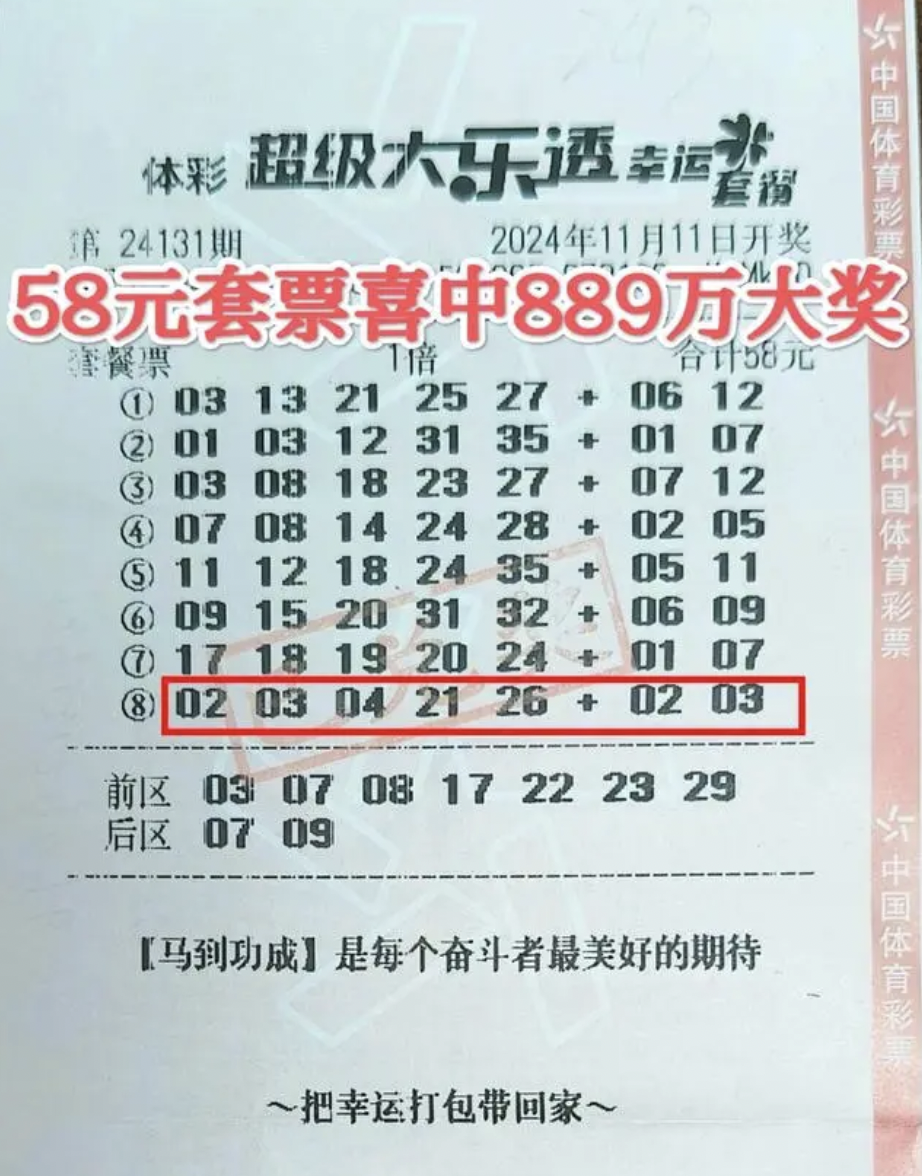 体彩 超级大乐透 幸运套餐
第 24131期 2024年11月11日开奖
58元套票喜中889万大奖
套餐票 1倍 合计58元
① 03 13 21 25 27 + 06 12
② 01 03 12 31 35 + 01 07
③ 03 08 18 23 27 + 07 12
④ 07 08 14 24 28 + 02 05
⑤ 11 12 18 24 35 + 05 11
⑥ 09 15 20 31 32 + 06 09
⑦ 17 18 19 20 24 + 01 07
⑧ 02 03 04 21 26 + 02 03
前区 03 07 08 17 22 23 29
后区 07 09
【马到功成】是每个奋斗者最美好的期待
~把幸运打包带回家~
中国体育彩票
中国体育彩票
中国体育彩票